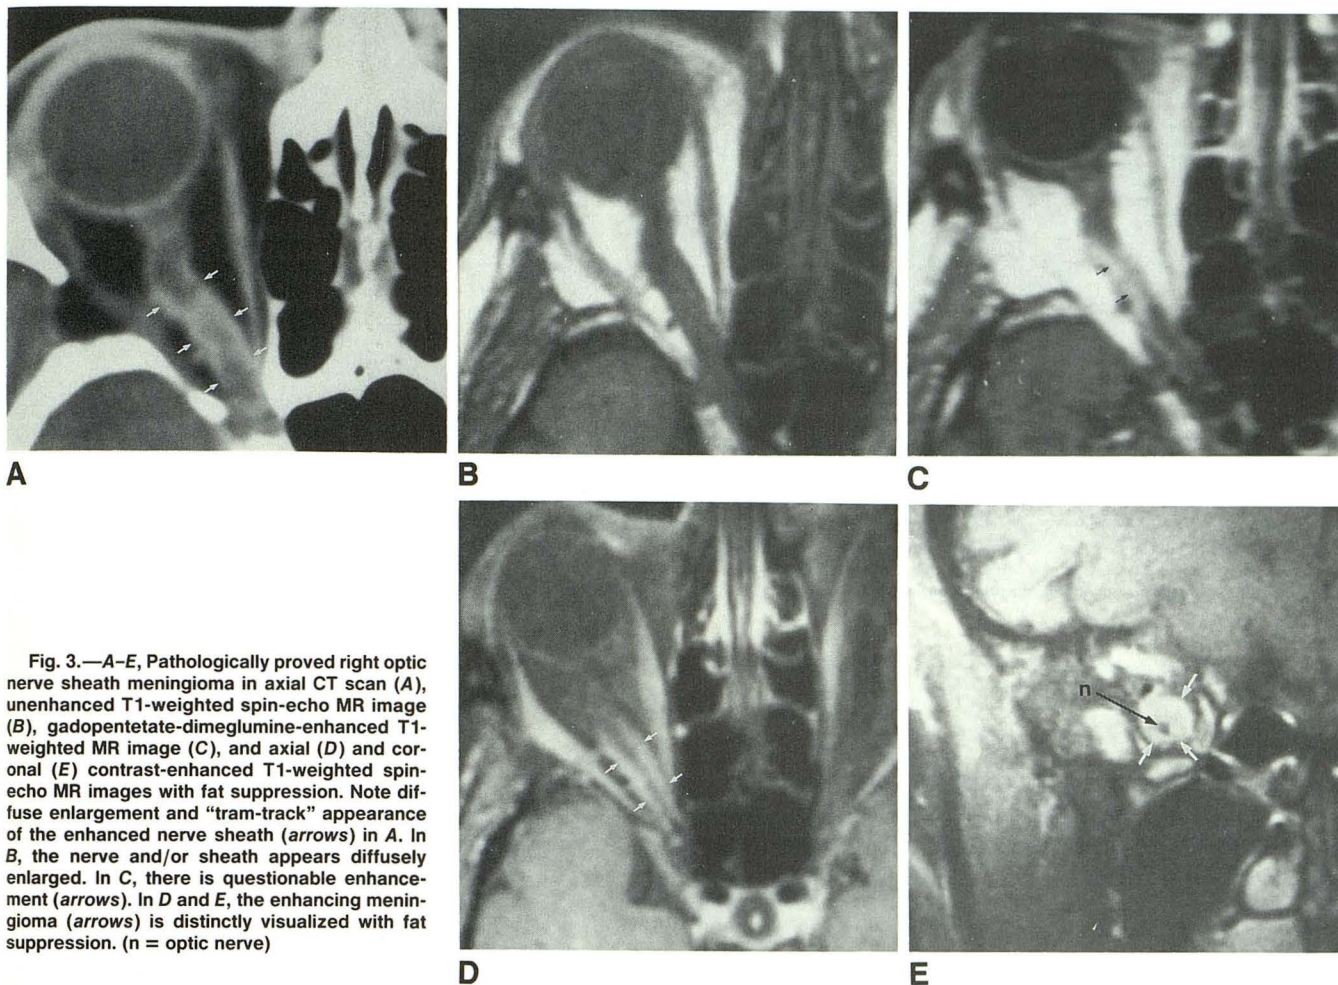 A
B
C
Fig. 3.—A–E, Pathologically proved right optic
nerve sheath meningioma in axial CT scan (A),
unenhanced T1-weighted spin-echo MR image
(B), gadopentetate-dimeglumine-enhanced T1-
weighted MR image (C), and axial (D) and cor-
onal (E) contrast-enhanced T1-weighted spin-
echo MR images with fat suppression. Note dif-
fuse enlargement and “tram-track” appearance
of the enhanced nerve sheath (arrows) in A. In
B, the nerve and/or sheath appears diffusely
enlarged. In C, there is questionable enhance-
ment (arrows). In D and E, the enhancing menin-
gioma (arrows) is distinctly visualized with fat
suppression. (n = optic nerve)
n
D
E